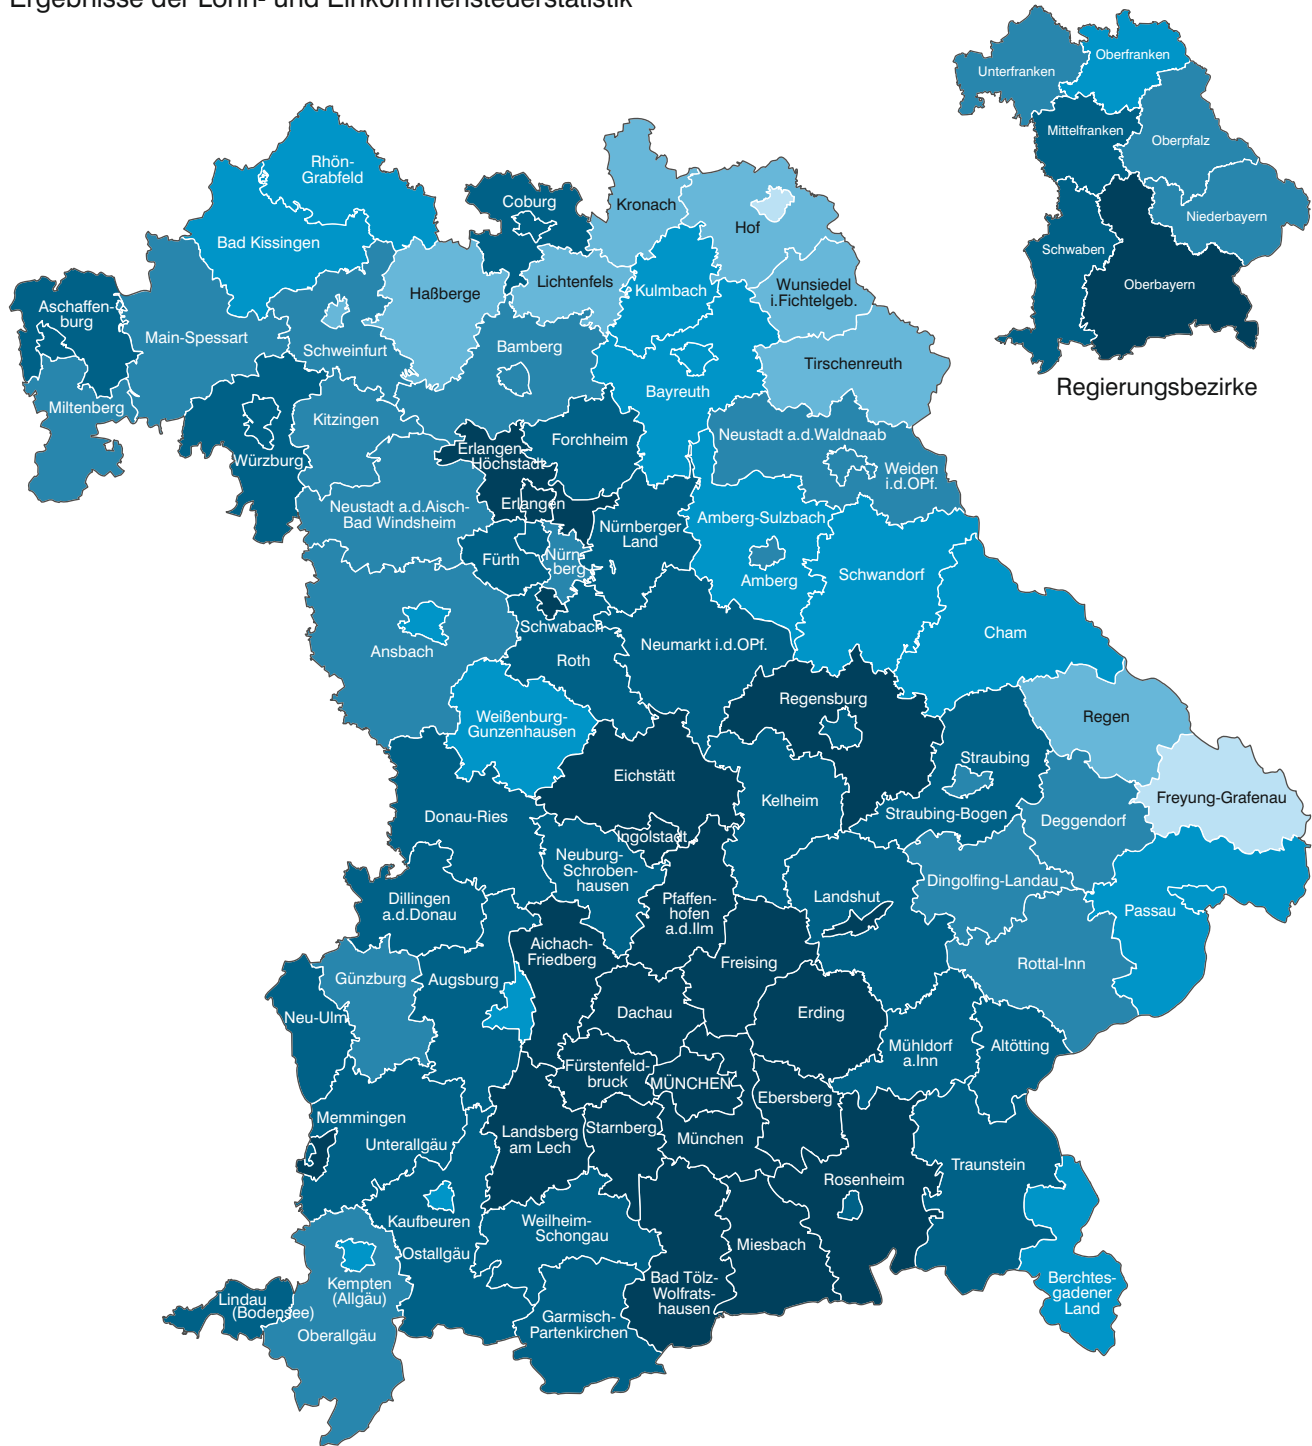 Ergebnisse der Lohn- und Einkommensteuerstatistik
Unterfranken
Oberfranken
Mittelfranken
Oberpfalz
Niederbayern
Schwaben
Oberbayern
Regierungsbezirke
Rhön-
Grabfeld
Bad Kissingen
Coburg
Kronach
Hof
Lichtenfels
Kulmbach
Wunsiedel
i.Fichtelgeb.
Haßberge
Aschaffen-
burg
Main-Spessart
Schweinfurt
Bamberg
Bayreuth
Tirschenreuth
Miltenberg
Kitzingen
Würzburg
Forchheim
Erlangen-
Höchstadt
Neustadt a.d.Waldnaab
Weiden
i.d.OPf.
Neustadt a.d.Aisch-
Bad Windsheim
Erlangen
Nürnberger
Land
Amberg-Sulzbach
Fürth
Nürn-
berg
Amberg
Schwandorf
Cham
Ansbach
Schwabach
Roth
Neumarkt i.d.OPf.
Regensburg
Regen
Weißenburg-
Gunzenhausen
Straubing
Freyung-Grafenau
Eichstätt
Kelheim
Straubing-Bogen
Deggendorf
Donau-Ries
Ingolstadt
Neuburg-
Schroben-
hausen
Dingolfing-Landau
Dillingen
a.d.Donau
Pfaffen-
hofen
a.d.Ilm
Landshut
Passau
Aichach-
Friedberg
Freising
Rottal-Inn
Günzburg
Augsburg
Neu-Ulm
Dachau
Erding
Mühldorf
a.Inn
Altötting
Fürstenfeld-
bruck
MÜNCHEN
Ebersberg
Memmingen
Unterallgäu
Landsberg
am Lech
Starnberg
München
Rosenheim
Traunstein
Kaufbeuren
Weilheim-
Schongau
Miesbach
Ostallgäu
Kempten
(Allgäu)
Bad Tölz-
Wolfrats-
hausen
Berchtes-
gadener
Land
Lindau
(Bodensee)
Oberallgäu
Garmisch-
Partenkirchen